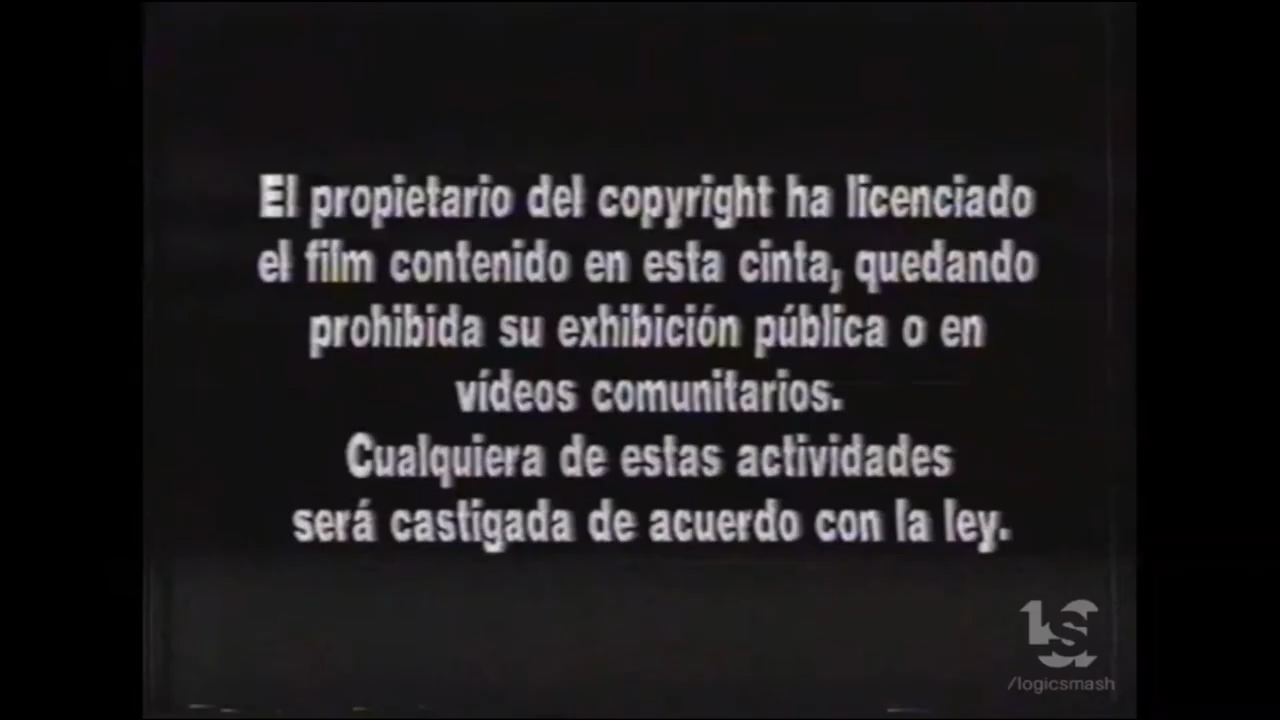 El propietario del copyright ha licenciado
el film contenido en esta cinta, quedando
prohibida su exhibición pública o en
vídeos comunitarios.
Cualquiera de estas actividades
será castigada de acuerdo con la ley.
LS
/logicsmash